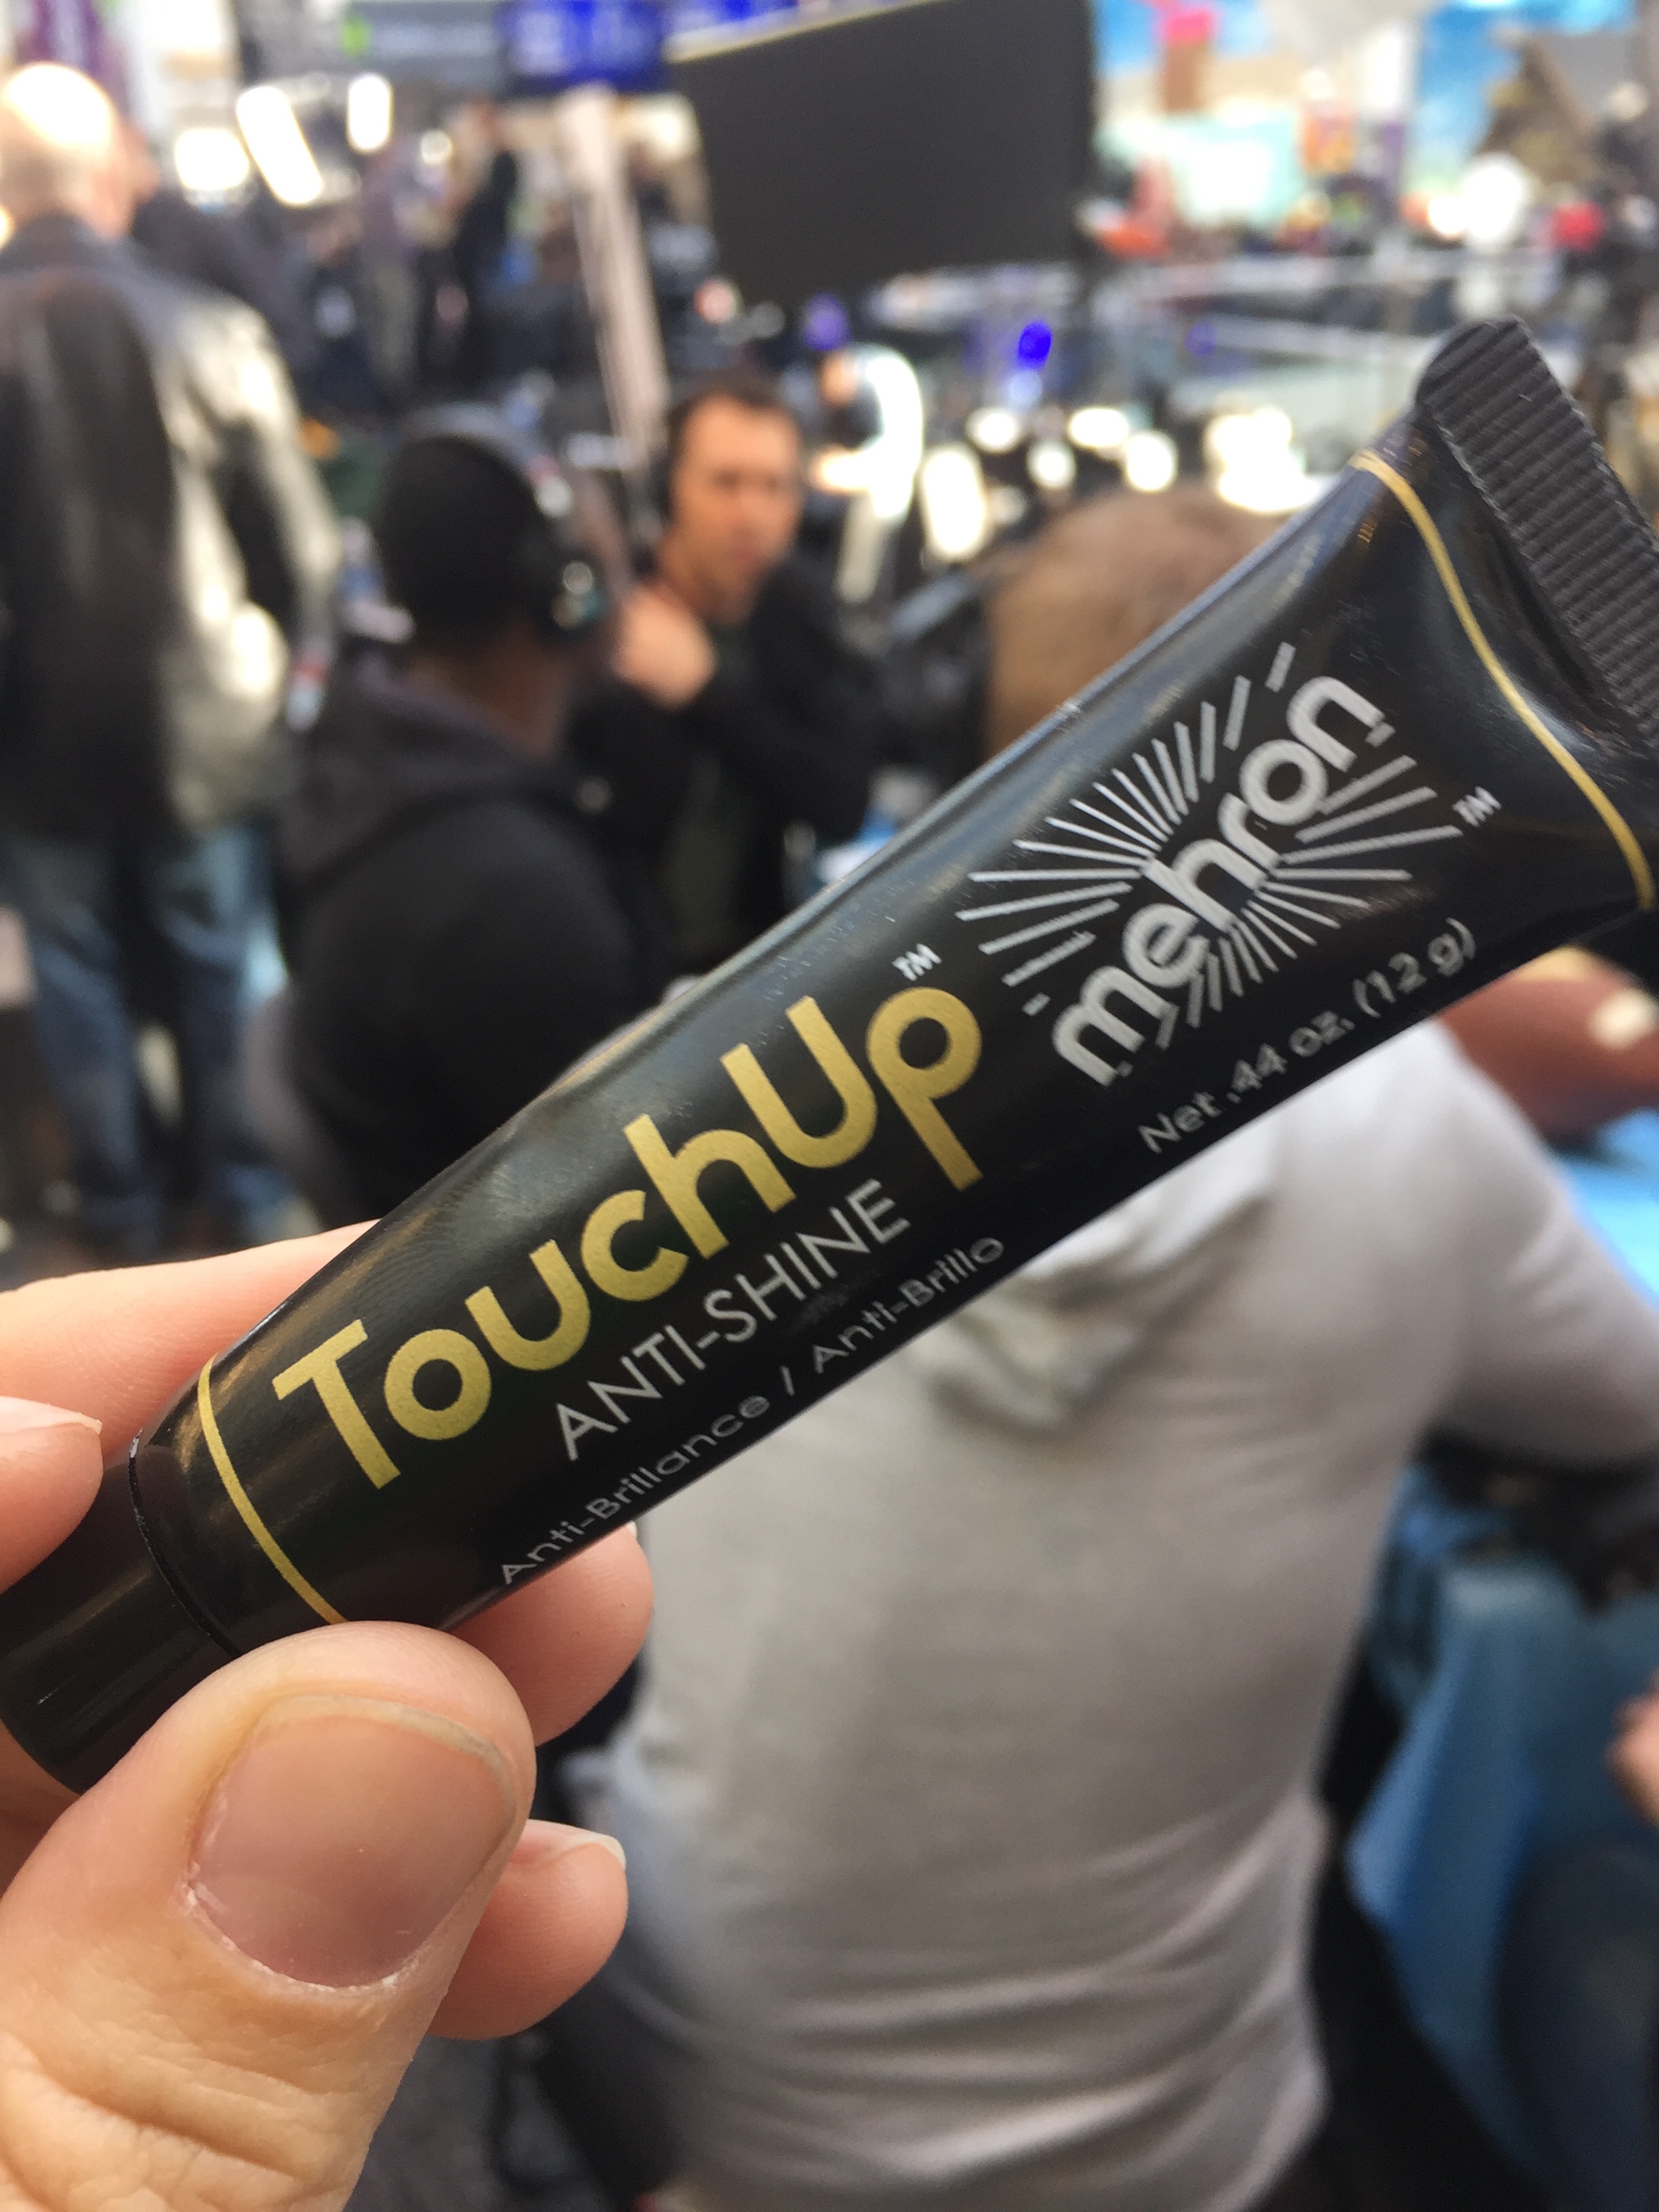 mehron™
TouchUp™
ANTI-SHINE
Anti-Brillance / Anti-Brillo
Net .44 oz. (12 g)